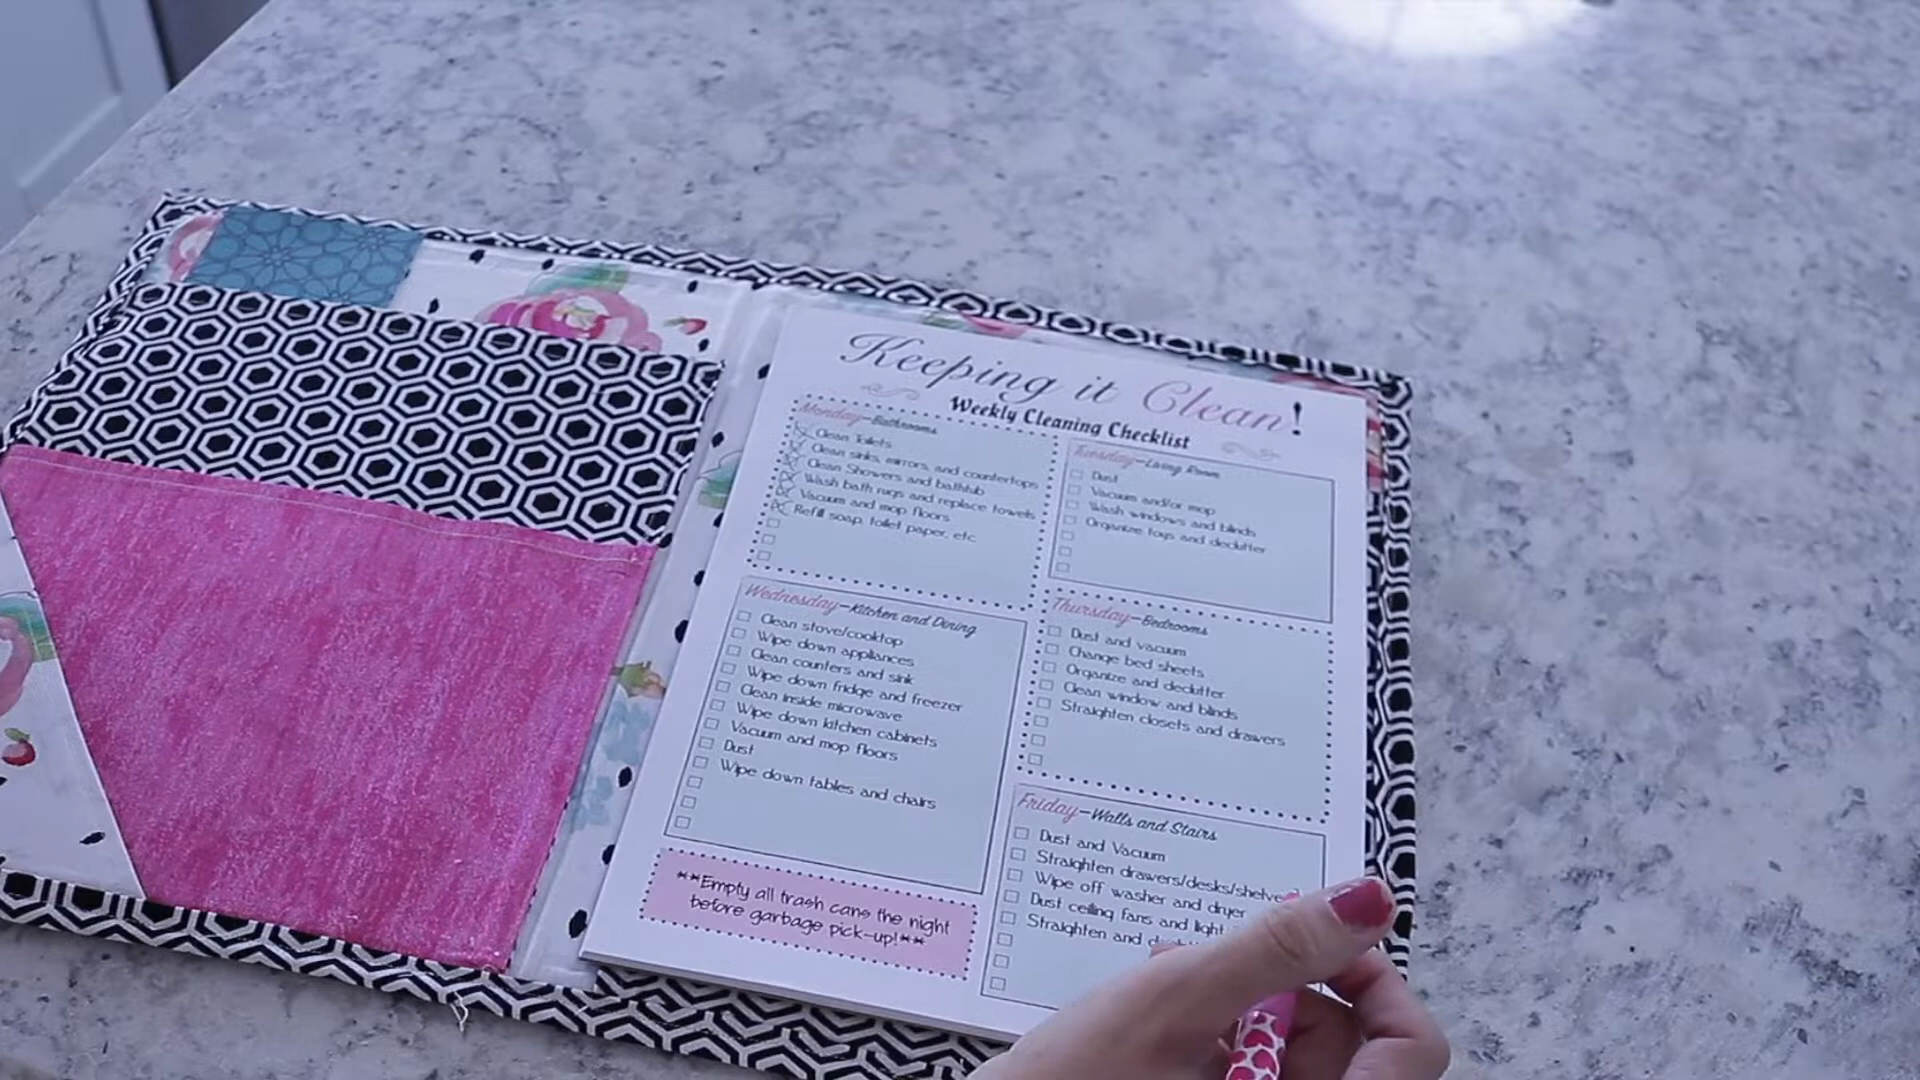 Keeping it Clean!
Weekly Cleaning Checklist
Monday—Bathrooms
Clean Toilets
Clean sinks, mirrors, and countertops
Clean Showers and bathtub
Wash bath rugs and replace towels
Vacuum and mop floors
Refill soap, toilet paper, etc.
Tuesday—Living Room
Dust
Vacuum and/or mop
Wash windows and blinds
Organize toys and declutter
Wednesday—Kitchen and Dining
Clean stove/cooktop
Wipe down appliances
Clean counters and sink
Wipe down fridge and freezer
Clean inside microwave
Wipe down kitchen cabinets
Vacuum and mop floors
Dust
Wipe down tables and chairs
Thursday—Bedrooms
Dust and vacuum
Change bed sheets
Organize and declutter
Clean window and blinds
Straighten closets and drawers
Friday—Walls and Stairs
Dust and Vacuum
Straighten drawers/desks/shelves
Wipe off washer and dryer
Dust ceiling fans and light
Straighten and
**Empty all trash cans the night
before garbage pick-up!**